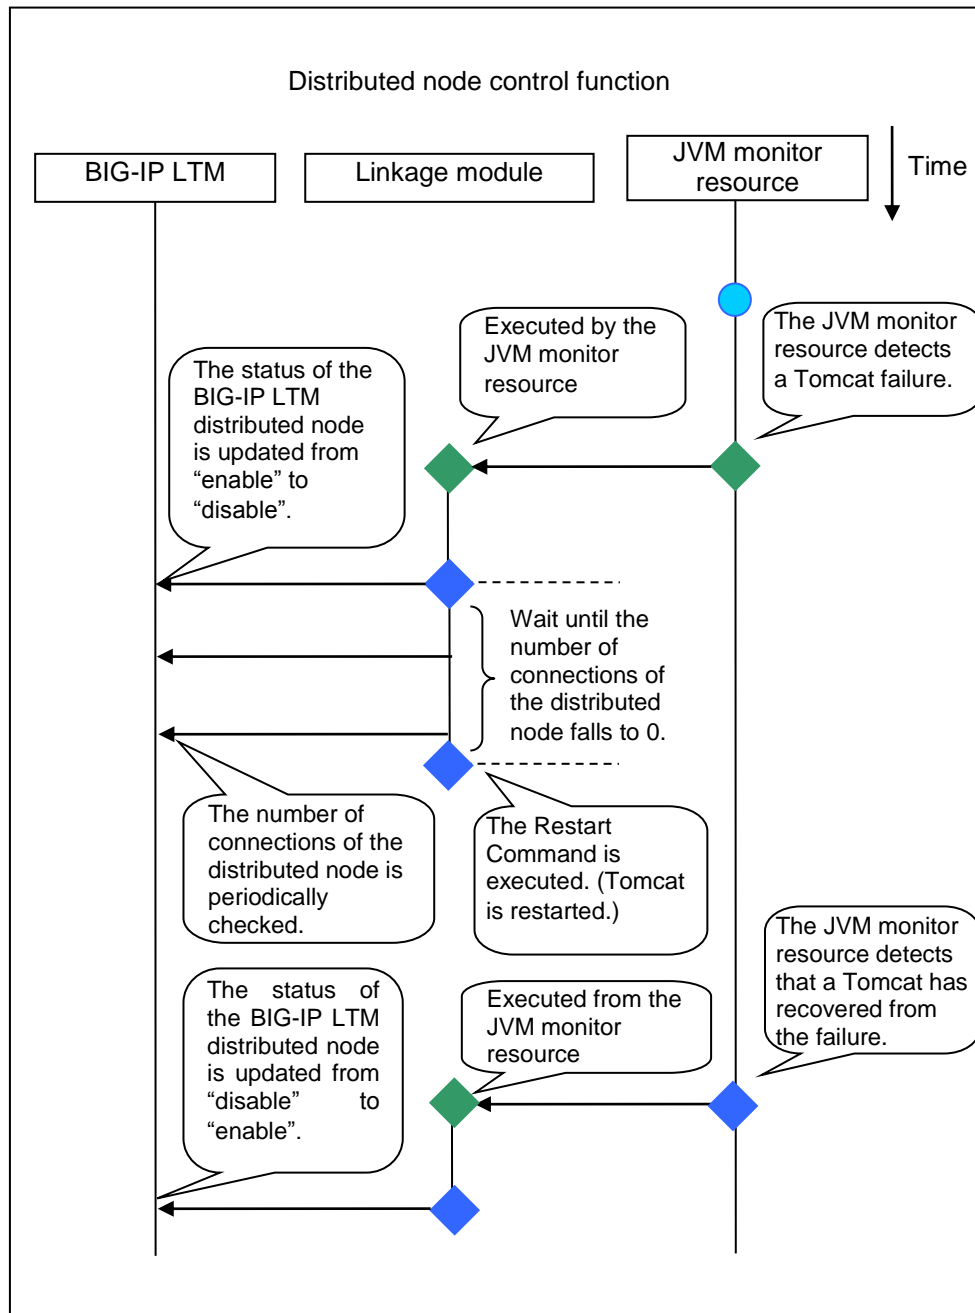 Distributed node control function
BIG-IP LTM
Linkage module
JVM monitor
resource
Time
Executed by the
JVM monitor
resource
The JVM monitor
resource detects
a Tomcat failure.
The status of the
BIG-IP LTM
distributed node
is updated from
“enable” to
“disable”.
Wait until the
number of
connections of
the distributed
node falls to 0.
The number of
connections of the
distributed node is
periodically
checked.
The Restart
Command is
executed. (Tomcat
is restarted.)
The JVM monitor
resource detects
that a Tomcat has
recovered from
the failure.
The status of
the BIG-IP LTM
distributed node
is updated from
“disable” to
“enable”.
Executed from the
JVM monitor
resource